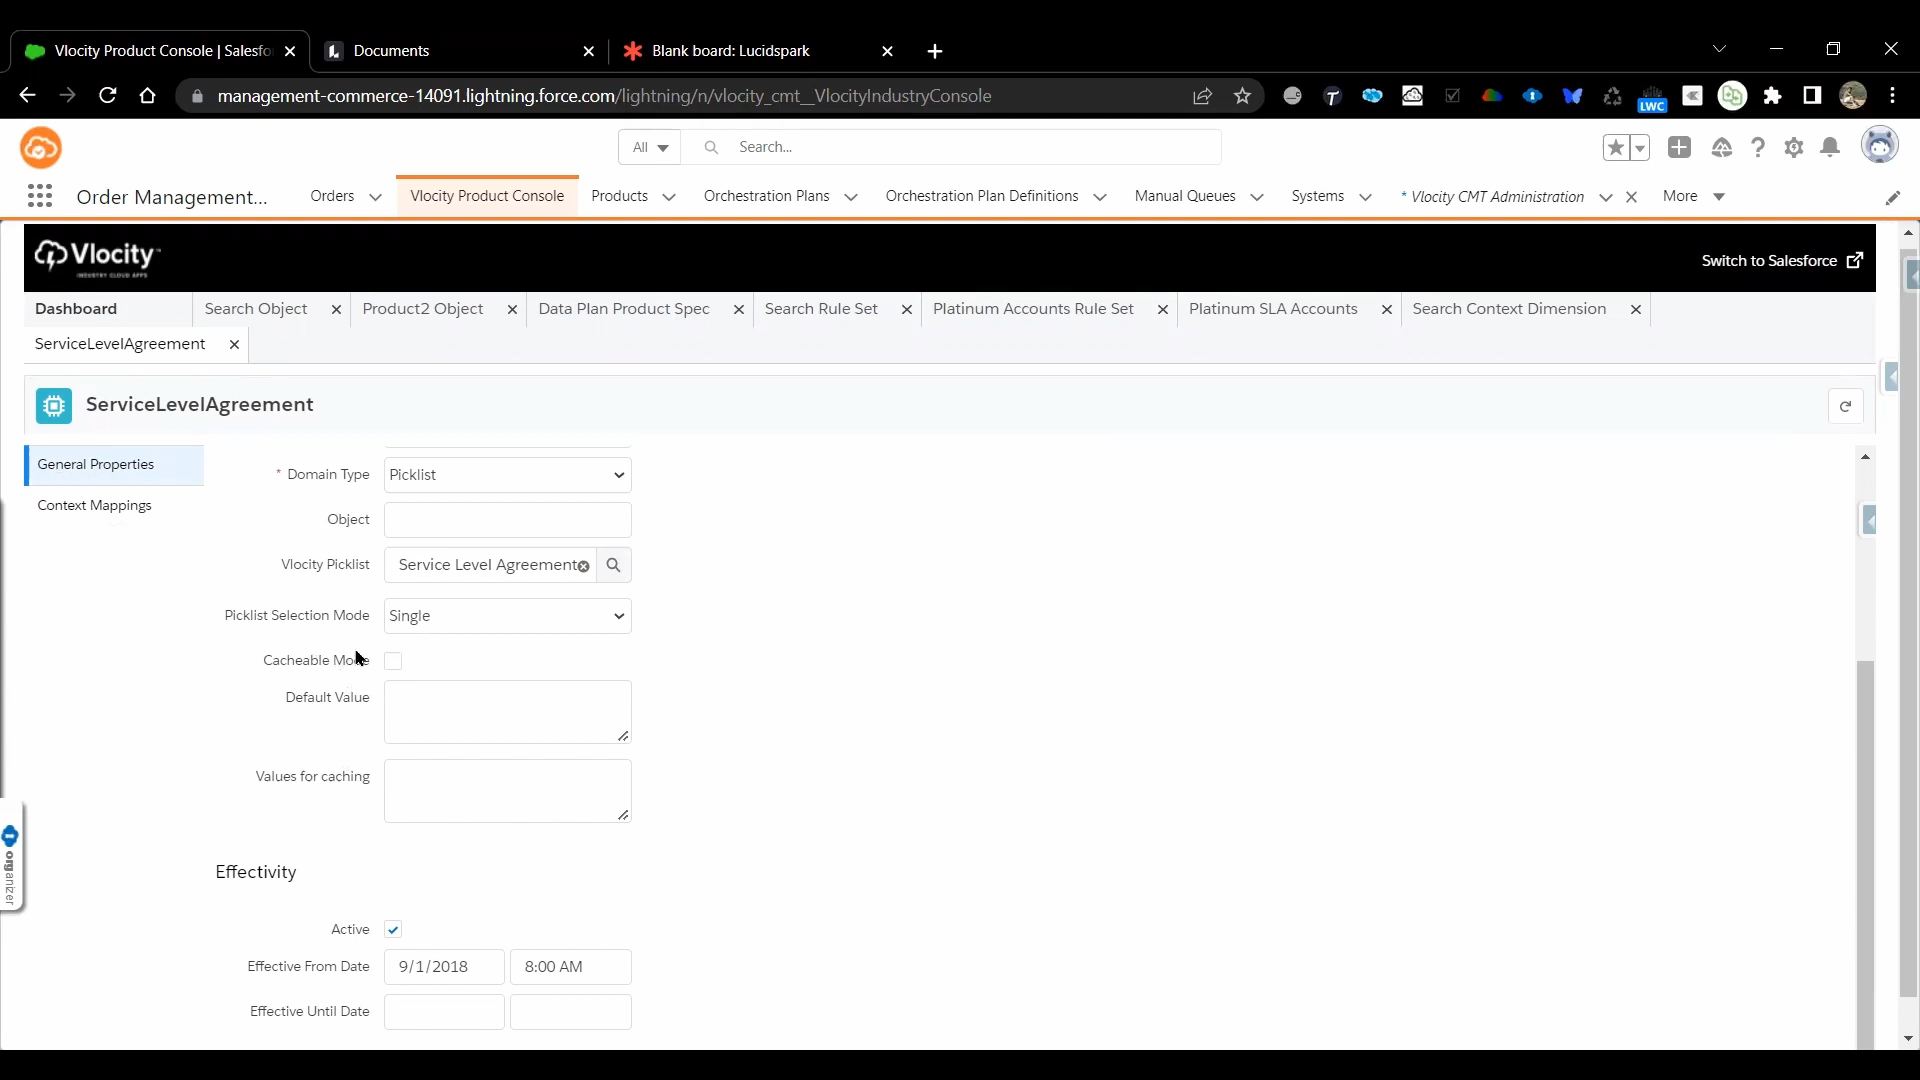 Vlocity Product Console | Salesfo
Documents
Blank board: Lucidspark
management-commerce-14091.lightning.force.com/lightning/n/vlocity_cmt__VlocityIndustryConsole
LWC
All
Search...
Order Management...
Orders
Vlocity Product Console
Products
Orchestration Plans
Orchestration Plan Definitions
Manual Queues
Systems
* Vlocity CMT Administration
More
Vlocity
INDUSTRY CLOUD APPS
Switch to Salesforce
Dashboard
Search Object
Product2 Object
Data Plan Product Spec
Search Rule Set
Platinum Accounts Rule Set
Platinum SLA Accounts
Search Context Dimension
ServiceLevelAgreement
ServiceLevelAgreement
General Properties
Context Mappings
* Domain Type
Picklist
Object
Vlocity Picklist
Service Level Agreement
Picklist Selection Mode
Single
Cacheable Mode
Default Value
Values for caching
Effectivity
Active
Effective From Date
9/1/2018
8:00 AM
Effective Until Date
organizer